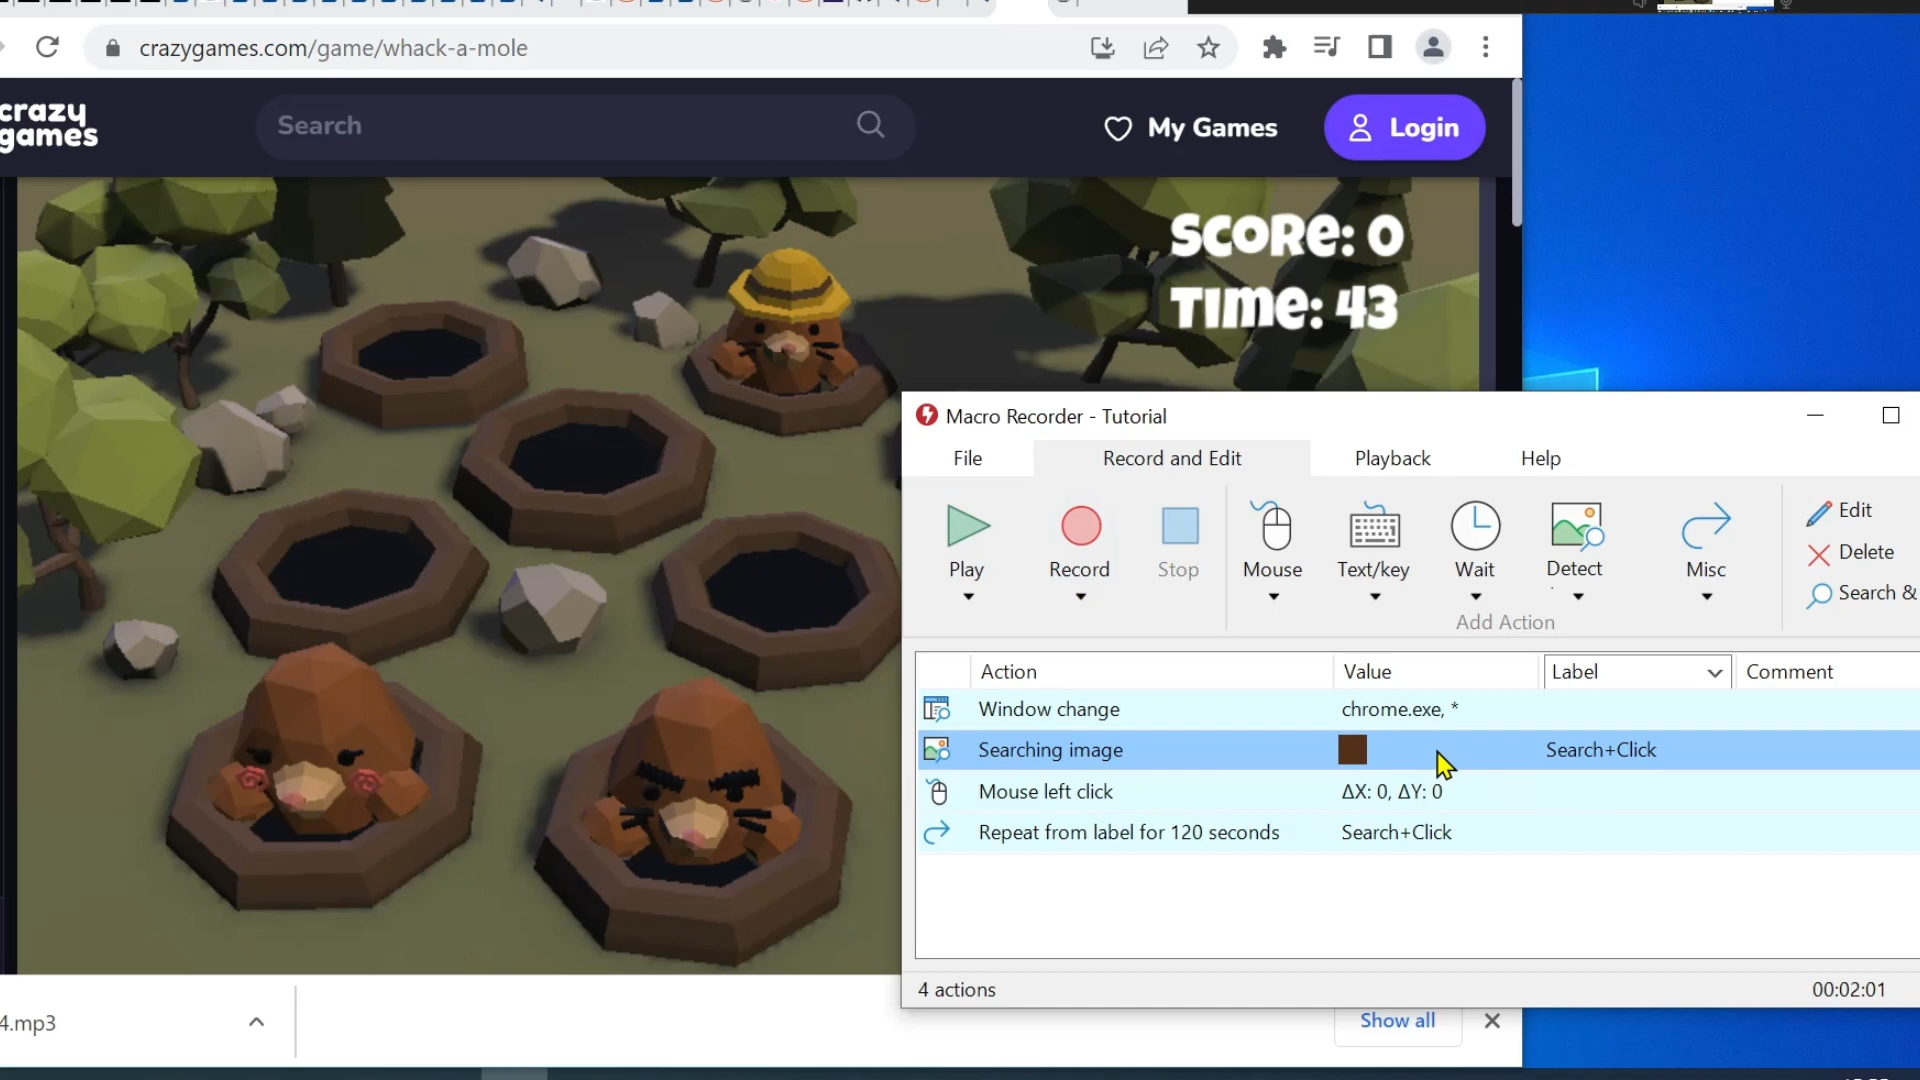 crazygames.com/game/whack-a-mole
crazy
games
Search
My Games
Login
SCORE: 0
TIME: 43
Macro Recorder - Tutorial
File
Record and Edit
Playback
Help
Play
Record
Stop
Mouse
Text/key
Wait
Detect
Misc
Edit
Delete
Search &
Add Action
Action
Value
Label
Comment
Window change
chrome.exe, *
Searching image
Search+Click
Mouse left click
ΔX: 0, ΔY: 0
Repeat from label for 120 seconds
Search+Click
4 actions
00:02:01
4.mp3
Show all